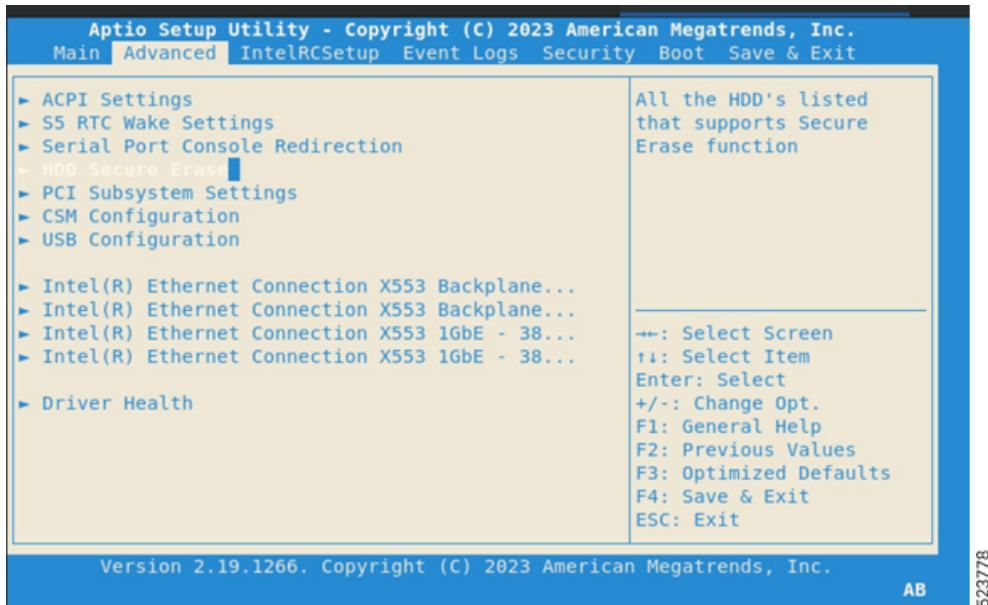 Aptio Setup Utility - Copyright (C) 2023 American Megatrends, Inc.
Main Advanced IntelRCSetup Event Logs Security Boot Save & Exit
► ACPI Settings
► S5 RTC Wake Settings
► Serial Port Console Redirection
► HDD Secure Erase
► PCI Subsystem Settings
► CSM Configuration
► USB Configuration
► Intel(R) Ethernet Connection X553 Backplane...
► Intel(R) Ethernet Connection X553 Backplane...
► Intel(R) Ethernet Connection X553 1GbE - 38...
► Intel(R) Ethernet Connection X553 1GbE - 38...
► Driver Health
All the HDD's listed
that supports Secure
Erase function
→←: Select Screen
↑↓: Select Item
Enter: Select
+/-: Change Opt.
F1: General Help
F2: Previous Values
F3: Optimized Defaults
F4: Save & Exit
ESC: Exit
Version 2.19.1266. Copyright (C) 2023 American Megatrends, Inc.
AB
523778